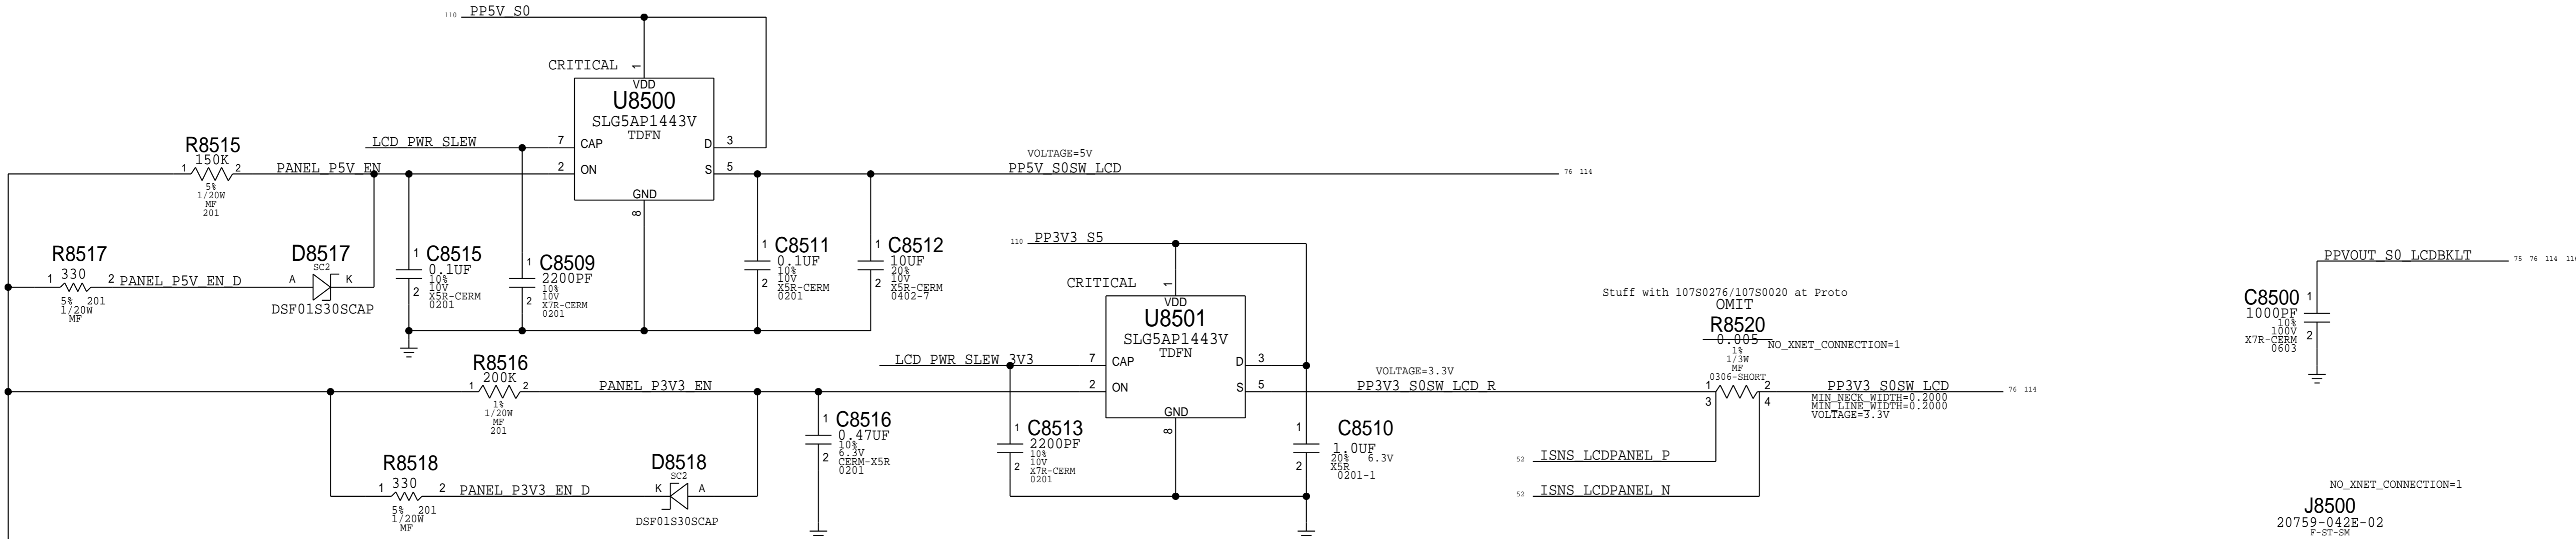 110 PP5V_S0
CRITICAL
1
VDD
U8500
SLG5AP1443V
TDFN
LCD_PWR_SLEW
7 CAP
D 3
R8515
150K
1 2
5%
1/20W
MF
201
PANEL_P5V_EN
2 ON
S 5
GND
8
VOLTAGE=5V
PP5V_S0SW_LCD
76 114
R8517
330
1 2
5% 201
1/20W
MF
PANEL_P5V_EN_D
D8517
SC2
A K
DSF01S30SCAP
C8515
1
0.1UF
10%
10V
2
X5R-CERM
0201
C8509
1
2200PF
10%
10V
2
X7R-CERM
0201
C8511
1
0.1UF
10%
10V
2
X5R-CERM
0201
C8512
1
10UF
20%
10V
2
X5R-CERM
0402-7
110 PP3V3_S5
CRITICAL
1
VDD
U8501
SLG5AP1443V
TDFN
LCD_PWR_SLEW_3V3
7 CAP
D 3
R8516
200K
1 2
1%
1/20W
MF
201
PANEL_P3V3_EN
2 ON
S 5
GND
8
VOLTAGE=3.3V
PP3V3_S0SW_LCD_R
Stuff with 107S0276/107S0020 at Proto
OMIT
R8520
0.005
1%
1/3W
MF
0306-SHORT
NO_XNET_CONNECTION=1
1 2
3 4
PP3V3_S0SW_LCD
MIN_NECK_WIDTH=0.2000
MIN_LINE_WIDTH=0.2000
VOLTAGE=3.3V
76 114
R8518
330
1 2
5% 201
1/20W
MF
PANEL_P3V3_EN_D
D8518
SC2
K A
DSF01S30SCAP
C8516
1
0.47UF
10%
6.3V
2
CERM-X5R
0201
C8513
1
2200PF
10%
10V
2
X7R-CERM
0201
C8510
1
1.0UF
20% 6.3V
2
X5R
0201-1
52 ISNS_LCDPANEL_P
52 ISNS_LCDPANEL_N
PPVOUT_S0_LCDBKLT
75 76 114
C8500
1
1000PF
10%
100V
2
X7R-CERM
0603
NO_XNET_CONNECTION=1
J8500
20759-042E-02
F-ST-SM